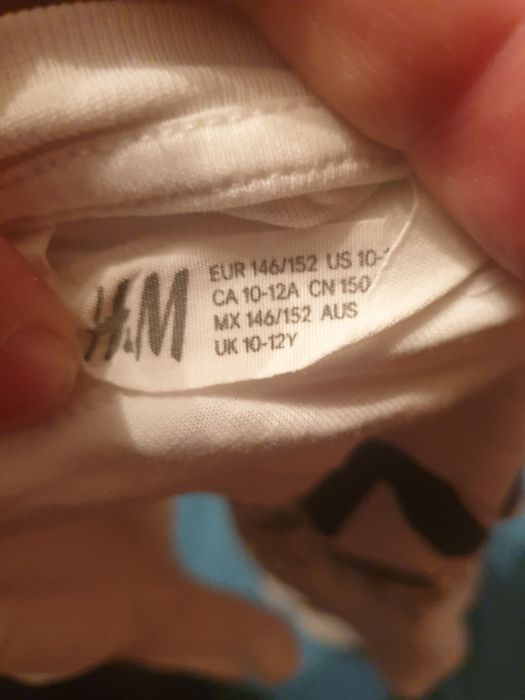 H&M
EUR 146/152 US 10-
CA 10-12A CN 150
MX 146/152 AUS
UK 10-12Y